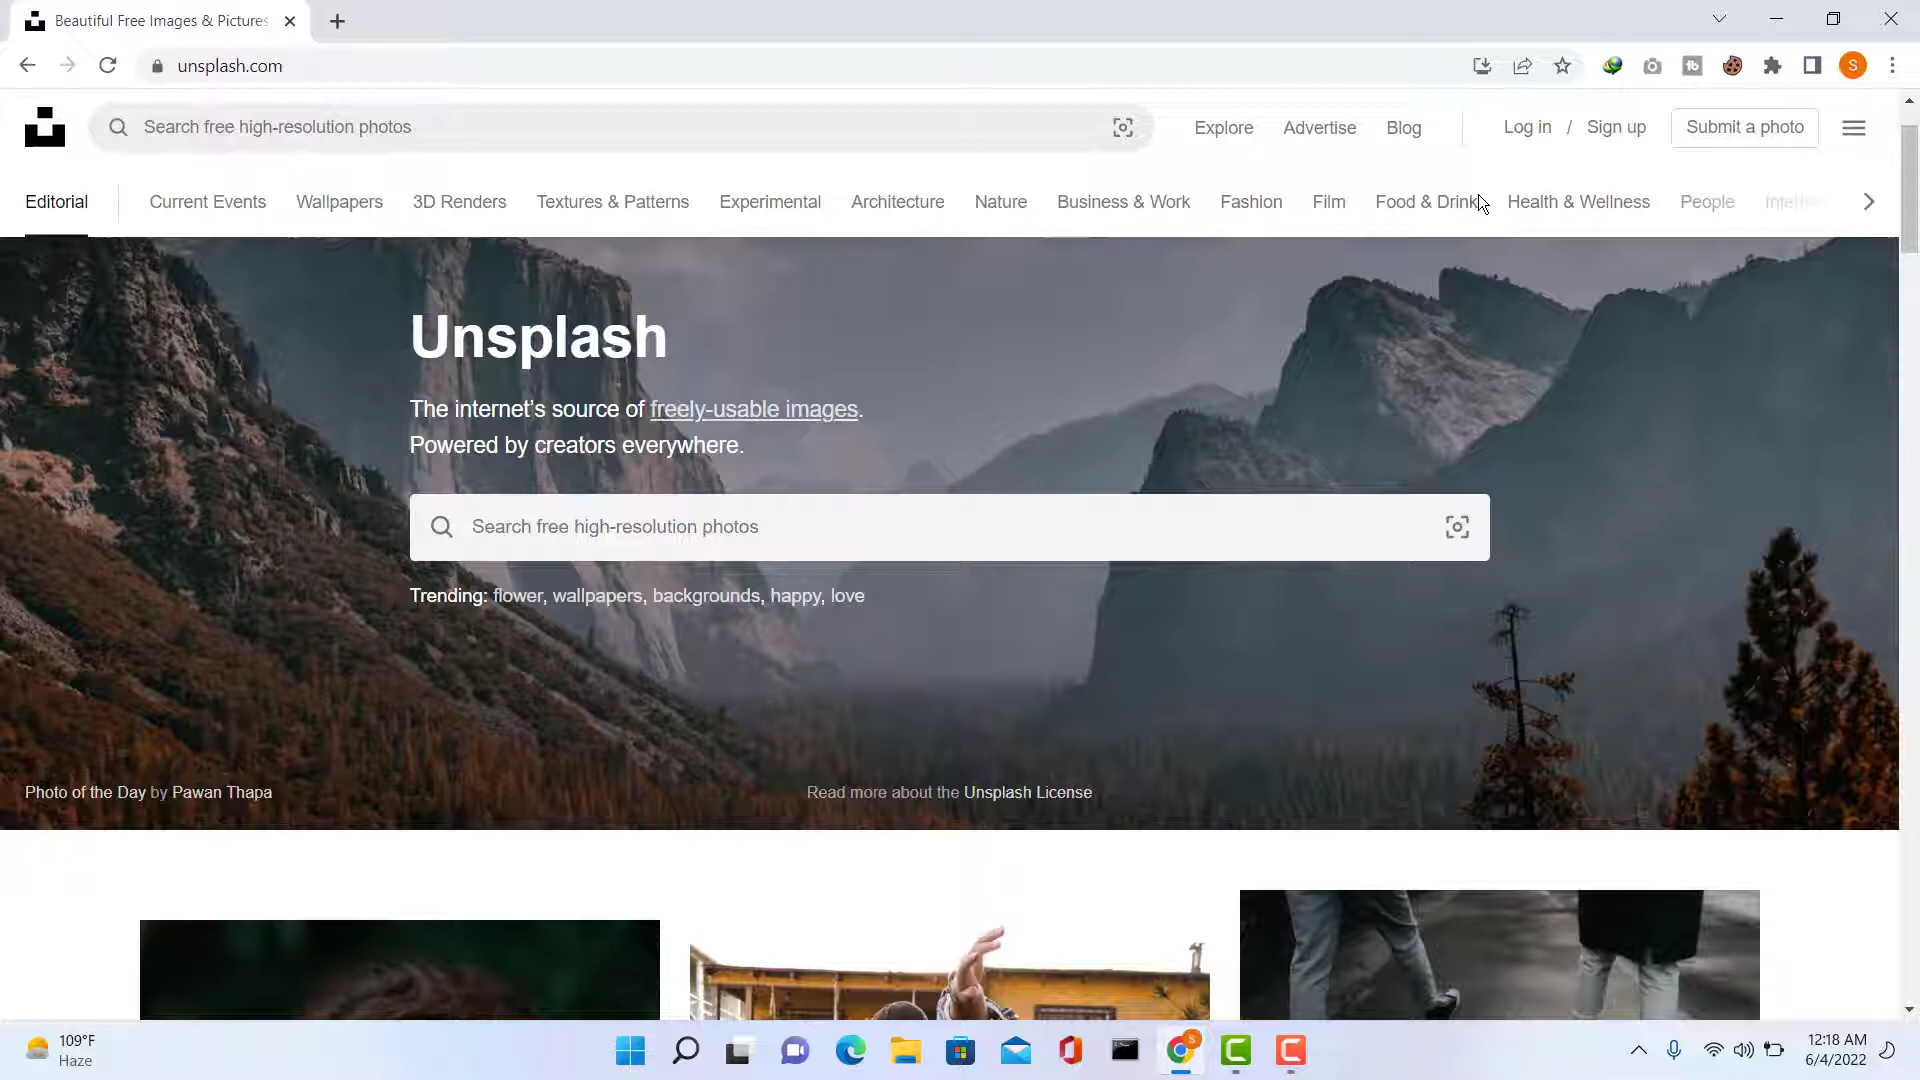 Beautiful Free Images & Pictures
unsplash.com
S
Search free high-resolution photos
Explore
Advertise
Blog
Log in / Sign up
Submit a photo
Editorial
Current Events
Wallpapers
3D Renders
Textures & Patterns
Experimental
Architecture
Nature
Business & Work
Fashion
Film
Food & Drink
Health & Wellness
People
Unsplash
The internet’s source of freely-usable images.
Powered by creators everywhere.
Search free high-resolution photos
Trending: flower, wallpapers, backgrounds, happy, love
Photo of the Day by Pawan Thapa
Read more about the Unsplash License
109°F
Haze
S
12:18 AM
6/4/2022